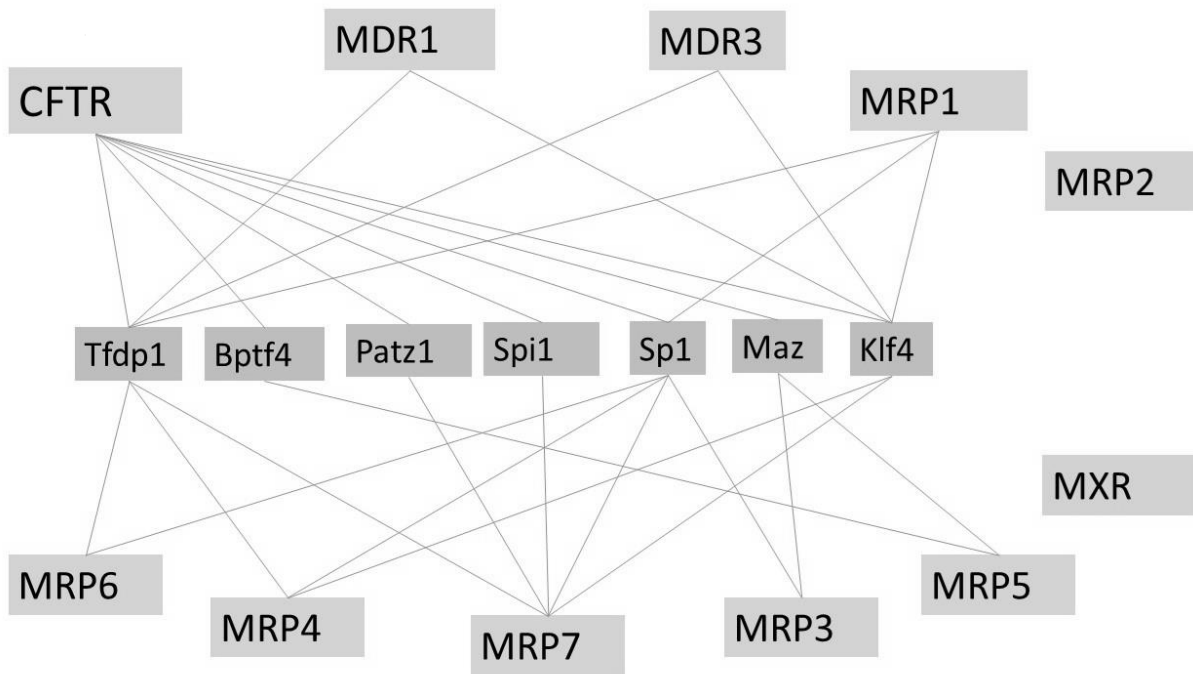 MDR1
MDR3
CFTR
MRP1
MRP2
Tfdp1
Bptf4
Patz1
Spi1
Sp1
Maz
Klf4
MXR
MRP6
MRP4
MRP7
MRP3
MRP5